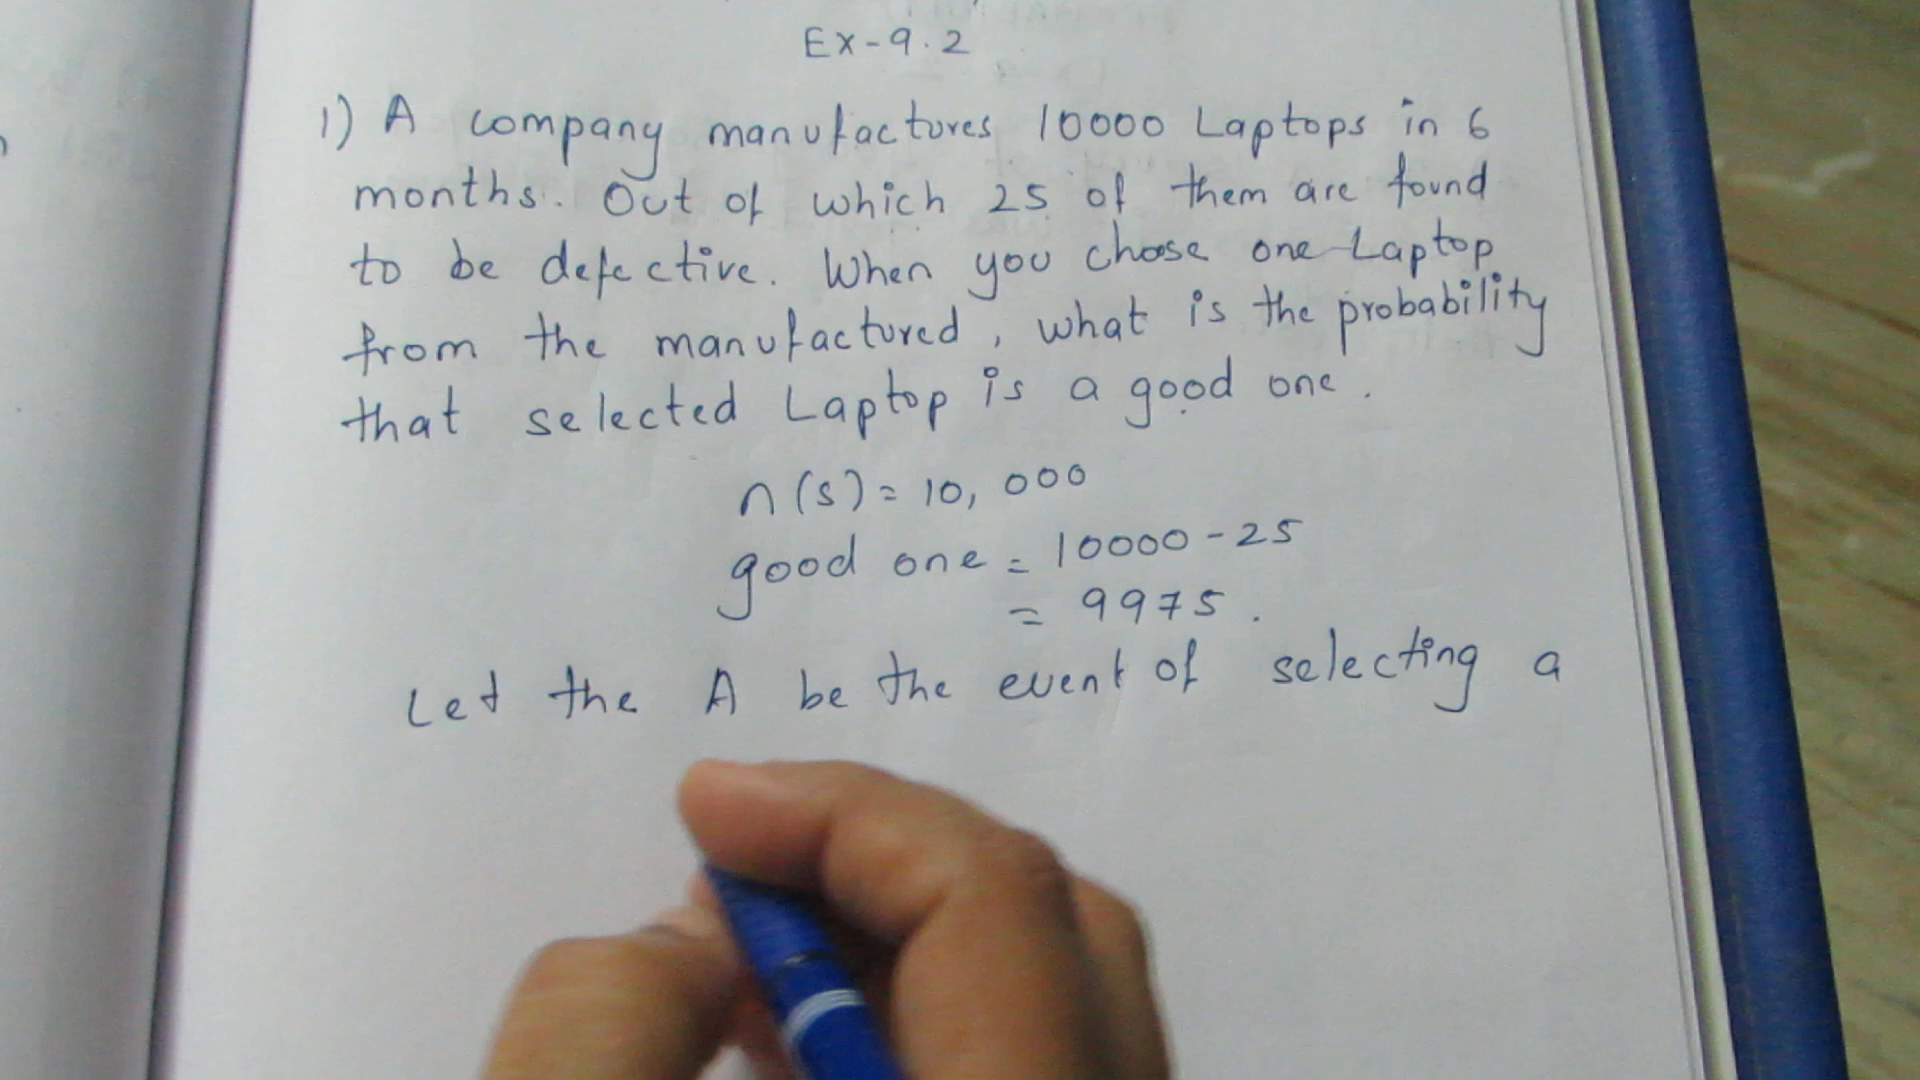 Ex-9.2
1) A company manufactures 10000 Laptops in 6
months. Out of which 25 of them are found
to be defective. When you choose one Laptop
from the manufactured, what is the probability
that selected Laptop is a good one.
n(s)= 10, 000
good one = 10000-25
= 9975.
Let the A be the event of selecting a